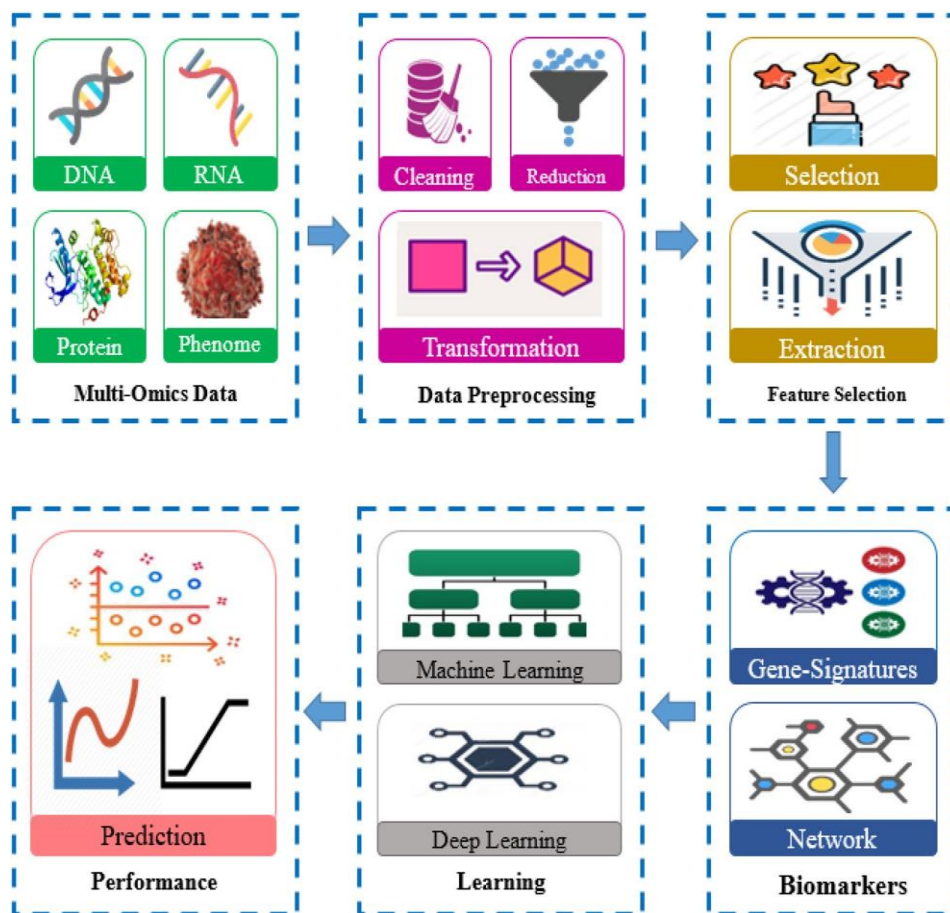 DNA
RNA
Protein
Phenome
Multi-Omics Data
Cleaning
Reduction
Transformation
Data Preprocessing
Selection
Extraction
Feature Selection
Gene-Signatures
Network
Biomarkers
Machine Learning
Deep Learning
Learning
Prediction
Performance